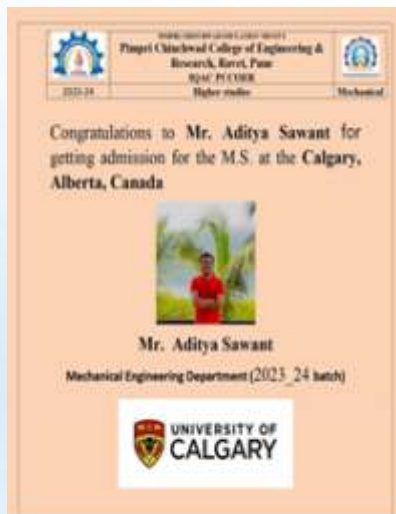 Pimpri Chinchwad College of Engineering &
Research, Ravet, Pune
IQAC PCCOER
2023-24 Higher studies Mechanical
Congratulations to Mr. Aditya Sawant for
getting admission for the M.S. at the Calgary,
Alberta, Canada
Mr. Aditya Sawant
Mechanical Engineering Department (2023_24 batch)
UNIVERSITY OF
CALGARY